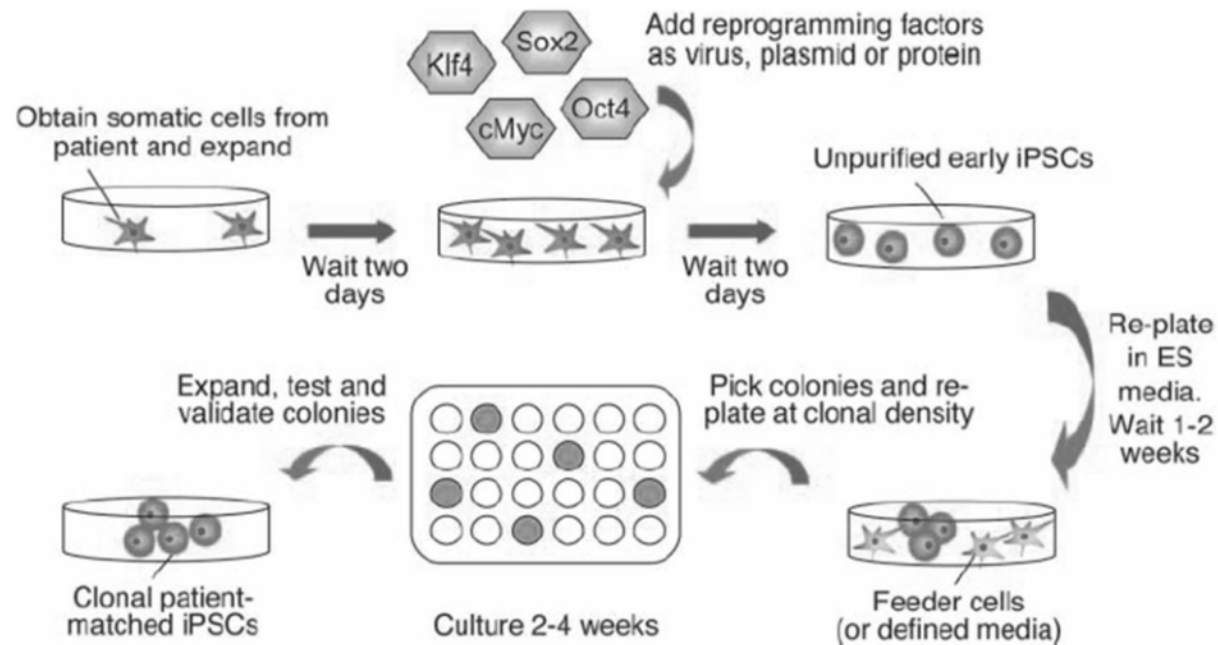 Klf4
Sox2
cMyc
Oct4
Add reprogramming factors
as virus, plasmid or protein
Obtain somatic cells from
patient and expand
Wait two
days
Wait two
days
Unpurified early iPSCs
Re-plate
in ES
media.
Wait 1-2
weeks
Feeder cells
(or defined media)
Pick colonies and re-
plate at clonal density
Culture 2-4 weeks
Expand, test and
validate colonies
Clonal patient-
matched iPSCs